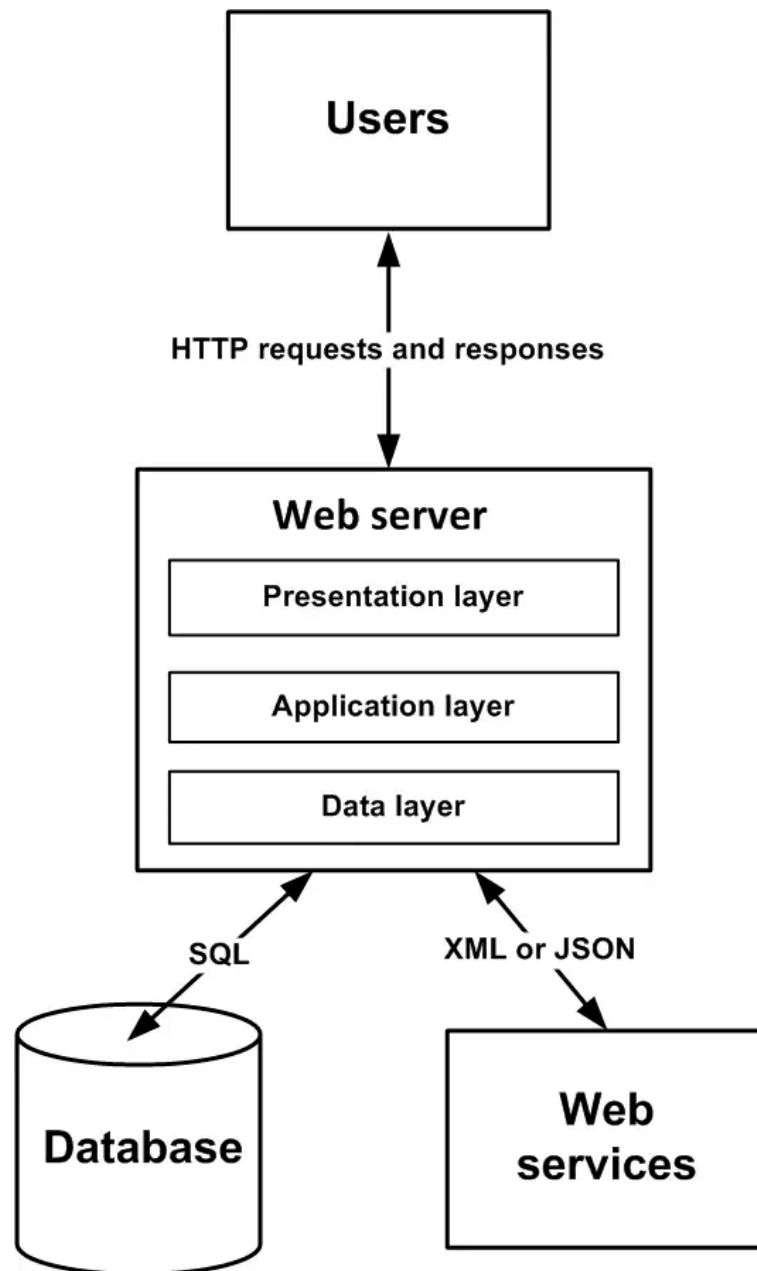 Users
HTTP requests and responses
Web server
Presentation layer
Application layer
Data layer
SQL
XML or JSON
Database
Web
services